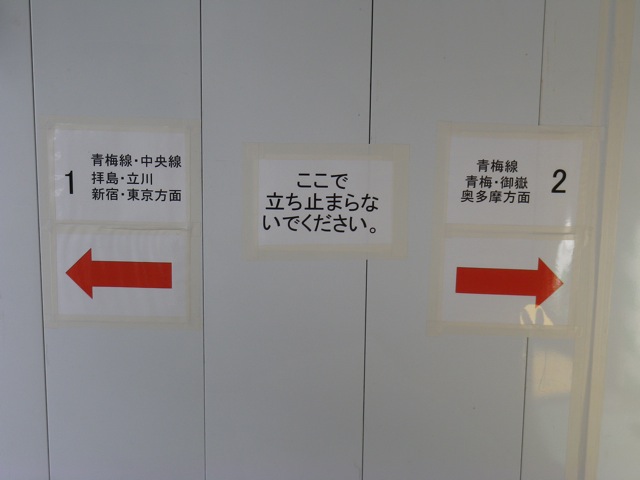 1
青梅線・中央線
拝島・立川
新宿・東京方面
ここで
立ち止まらな
いでください。
青梅線
青梅・御嶽
奥多摩方面
2